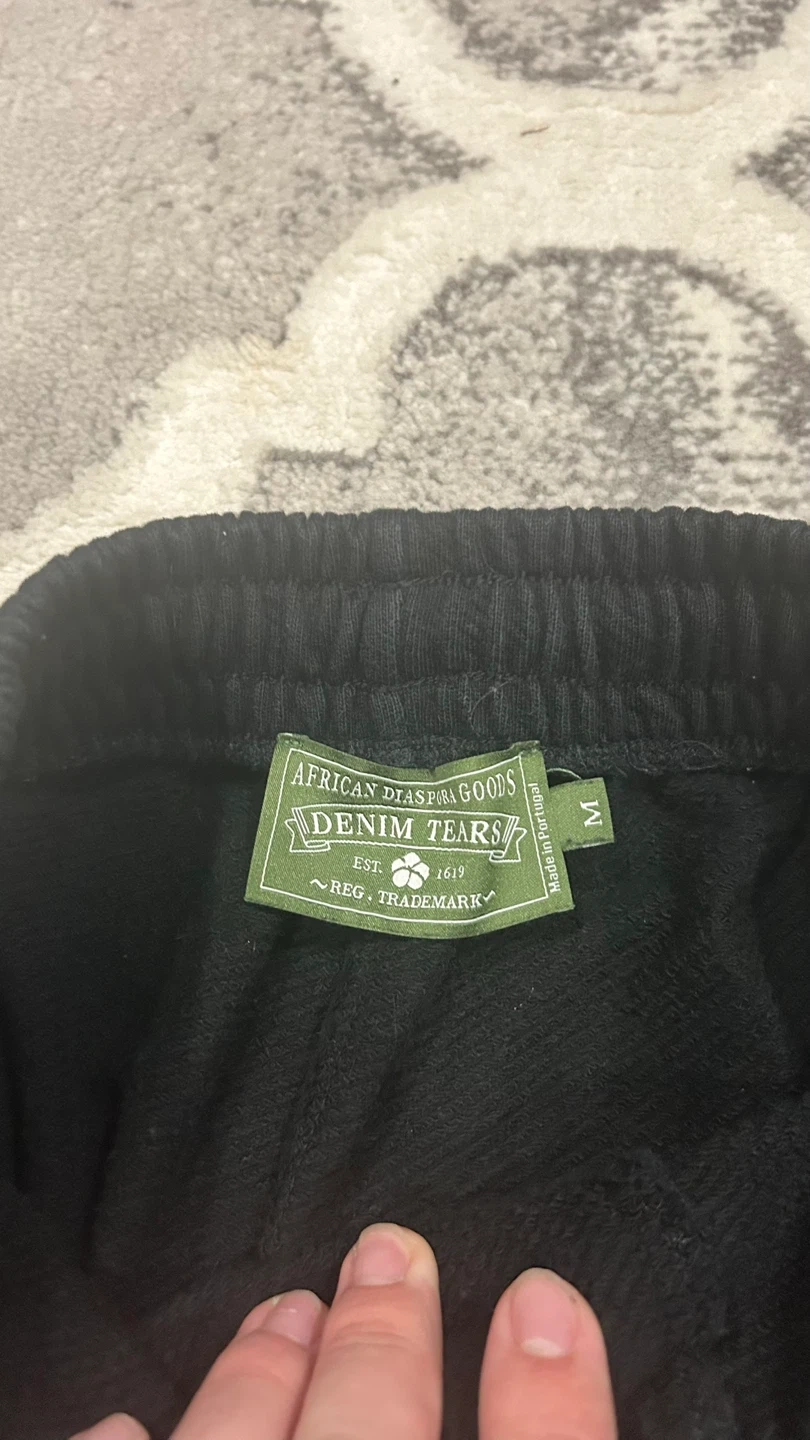 AFRICAN DIASPORA GOODS
DENIM TEARS
EST. 1619
~REG. TRADEMARK~
Made in Portugal
M